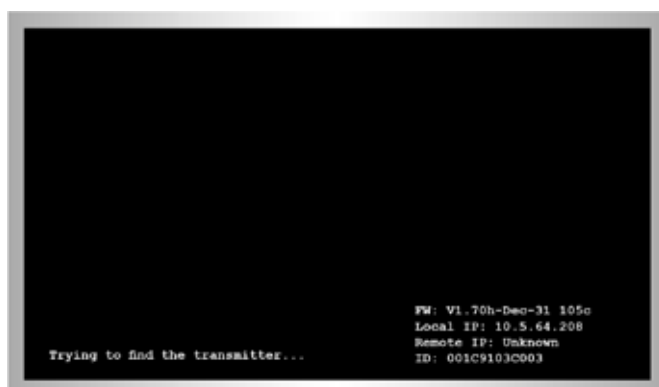 FW: V1.70h-Dec-31 105c
Local IP: 10.5.64.208
Remote IP: Unknown
Trying to find the transmitter...
ID: 001C9103C003